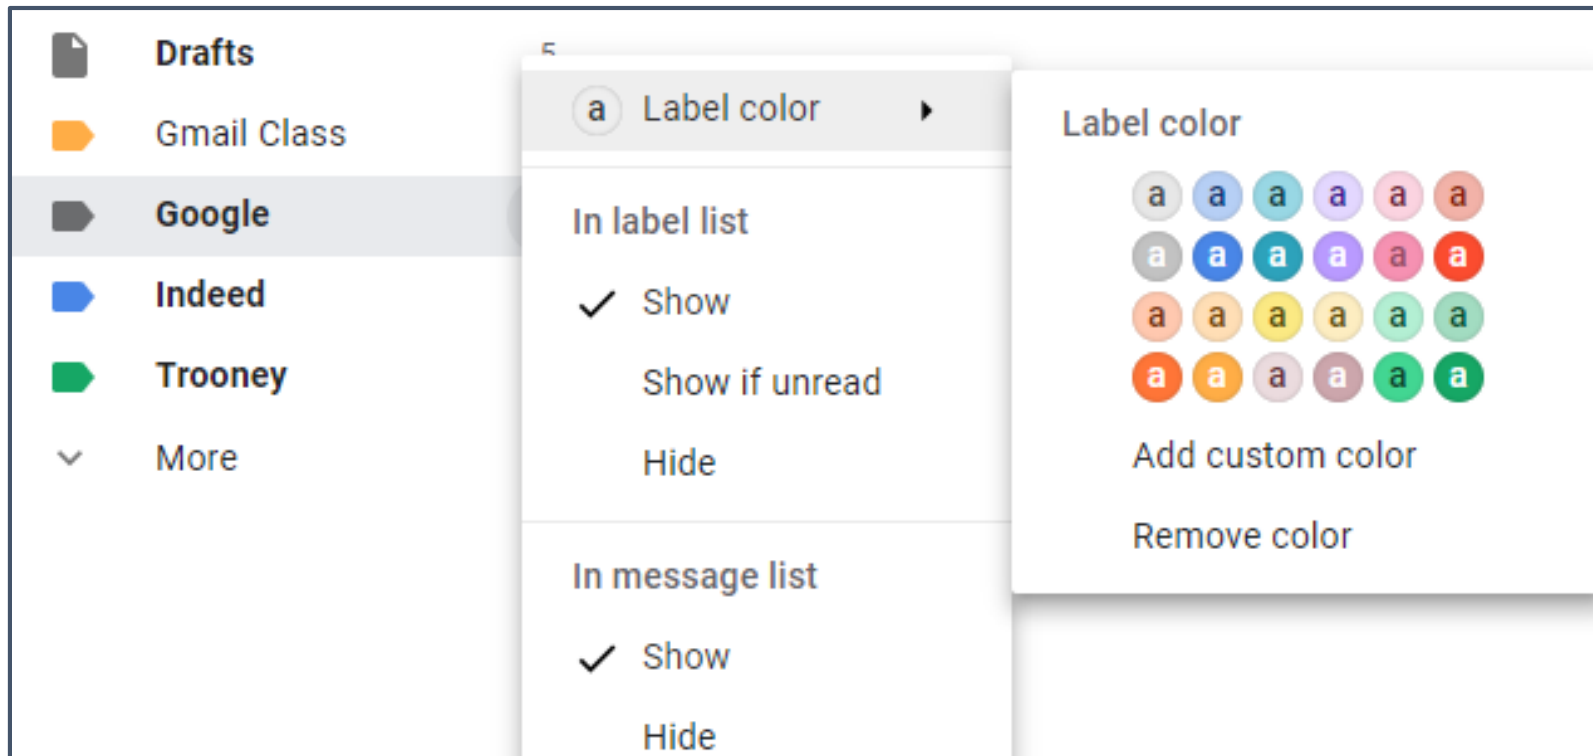 Drafts
5
Gmail Class
Google
Indeed
Trooney
More
a Label color
In label list
Show
Show if unread
Hide
In message list
Show
Hide
Label color
a a a a a a
a a a a a a
a a a a a a
a a a a a a
Add custom color
Remove color